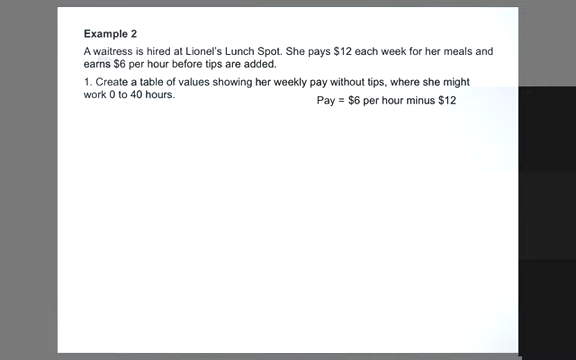 Example 2
A waitress is hired at Lionel's Lunch Spot. She pays $12 each week for her meals and
earns $6 per hour before tips are added.
1. Create a table of values showing her weekly pay without tips, where she might
work 0 to 40 hours.
Pay = $6 per hour minus $12